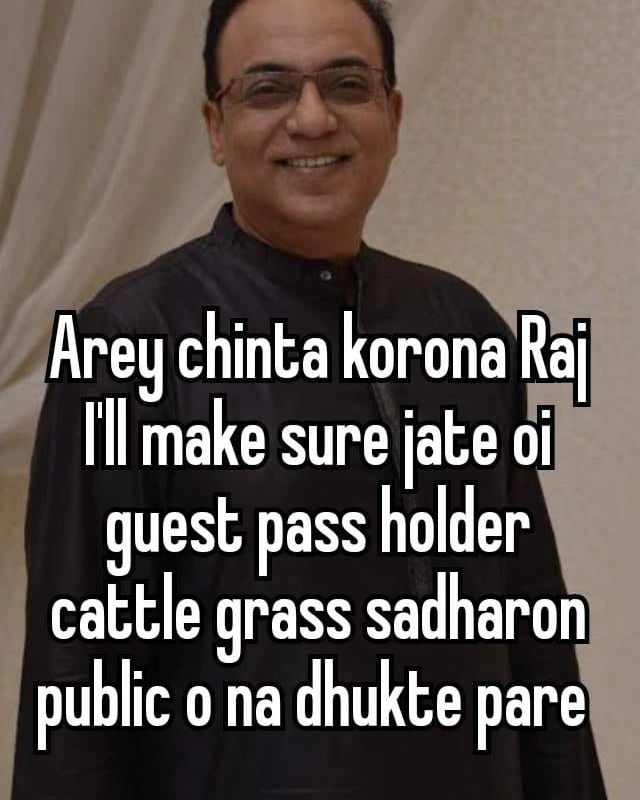 Arey chinta korona Raj
I'll make sure jate oi
guest pass holder
cattle grass sadharon
public o na dhukte pare